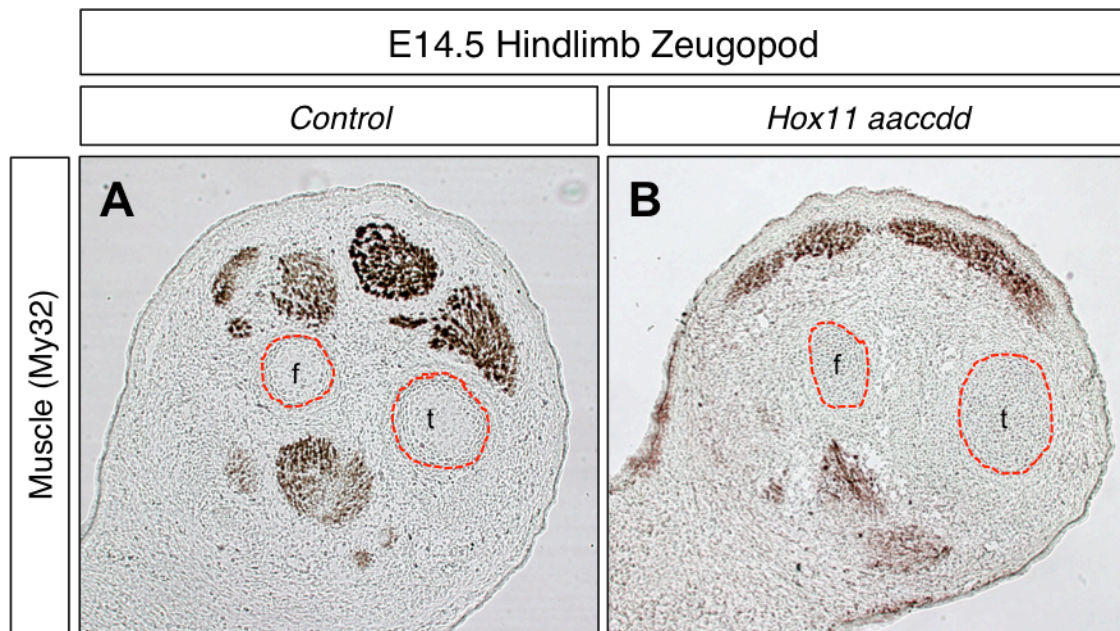 E14.5 Hindlimb Zeugopod
Control
Hox11 aaccdd
Muscle (My32)
A
f
t
B
f
t